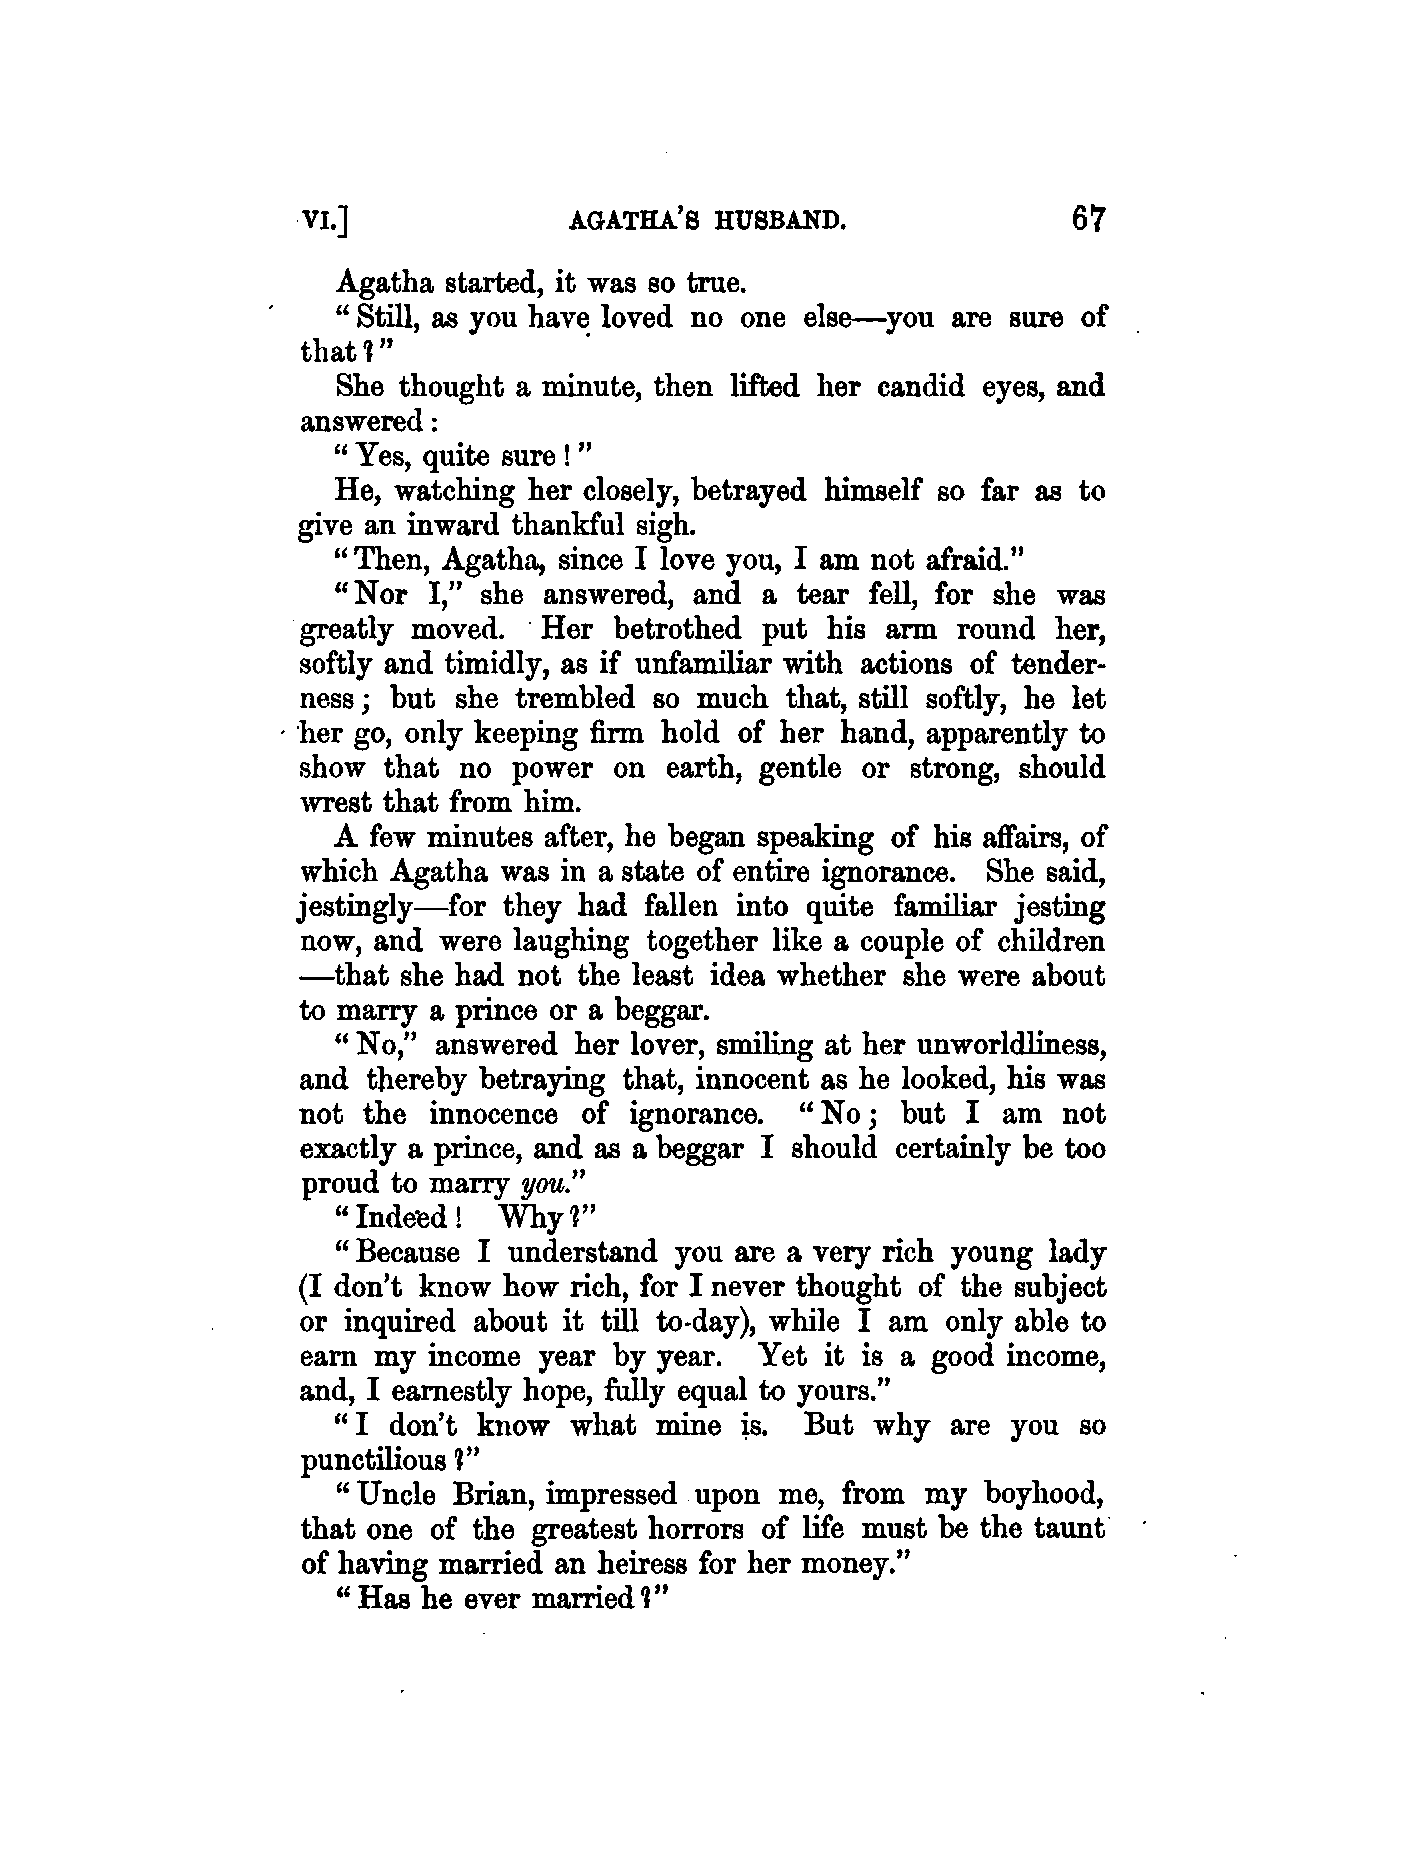 VI.] AGATHA'S HUSBAND. 67
Agatha started, it was so true.
"Still, as you have loved no one else—you are sure of
that?"
She thought a minute, then lifted her candid eyes, and
answered:
"Yes, quite sure!"
He, watching her closely, betrayed himself so far as to
give an inward thankful sigh.
"Then, Agatha, since I love you, I am not afraid."
"Nor I," she answered, and a tear fell, for she was
greatly moved. Her betrothed put his arm round her,
softly and timidly, as if unfamiliar with actions of tender-
ness; but she trembled so much that, still softly, he let
her go, only keeping firm hold of her hand, apparently to
show that no power on earth, gentle or strong, should
wrest that from him.
A few minutes after, he began speaking of his affairs, of
which Agatha was in a state of entire ignorance. She said,
jestingly—for they had fallen into quite familiar jesting
now, and were laughing together like a couple of children
—that she had not the least idea whether she were about
to marry a prince or a beggar.
"No," answered her lover, smiling at her unworldliness,
and thereby betraying that, innocent as he looked, his was
not the innocence of ignorance. "No; but I am not
exactly a prince, and as a beggar I should certainly be too
proud to marry you."
"Indeed! Why?"
"Because I understand you are a very rich young lady
(I don't know how rich, for I never thought of the subject
or inquired about it till to-day), while I am only able to
earn my income year by year. Yet it is a good income,
and, I earnestly hope, fully equal to yours."
"I don't know what mine is. But why are you so
punctilious?"
"Uncle Brian, impressed upon me, from my boyhood,
that one of the greatest horrors of life must be the taunt
of having married an heiress for her money."
"Has he ever married?"